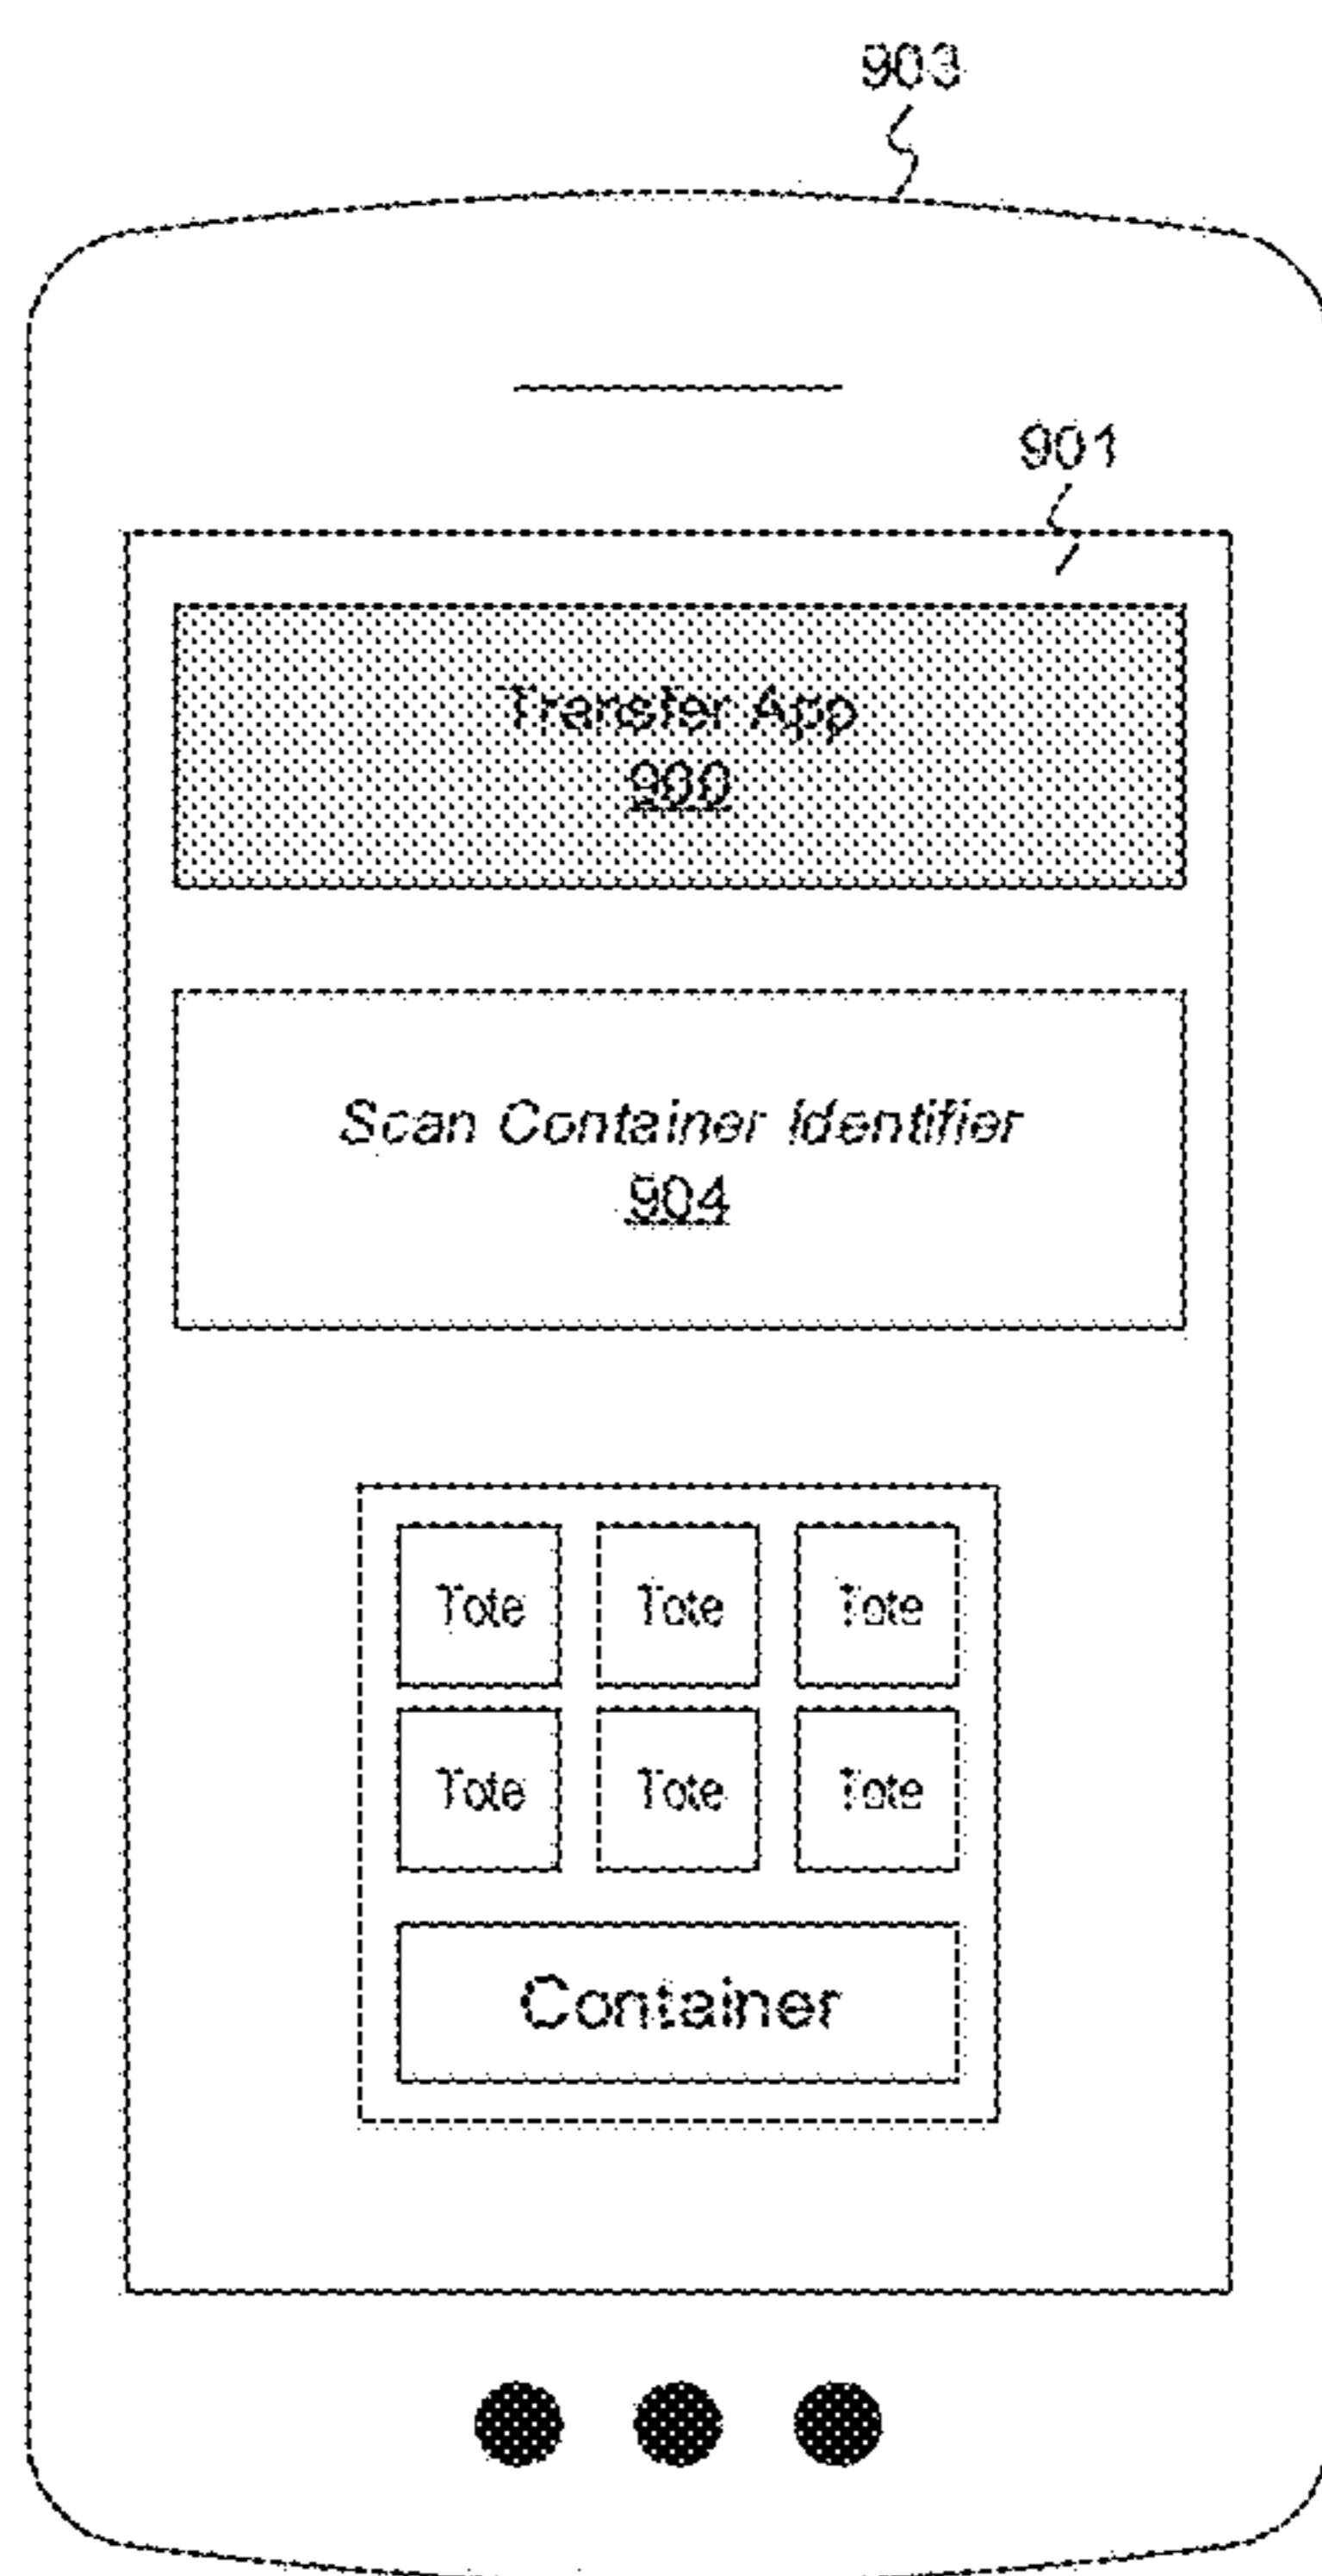 903
901
Transfer App
900
Scan Container Identifier
904
Tote Tote Tote
Tote Tote Tote
Container